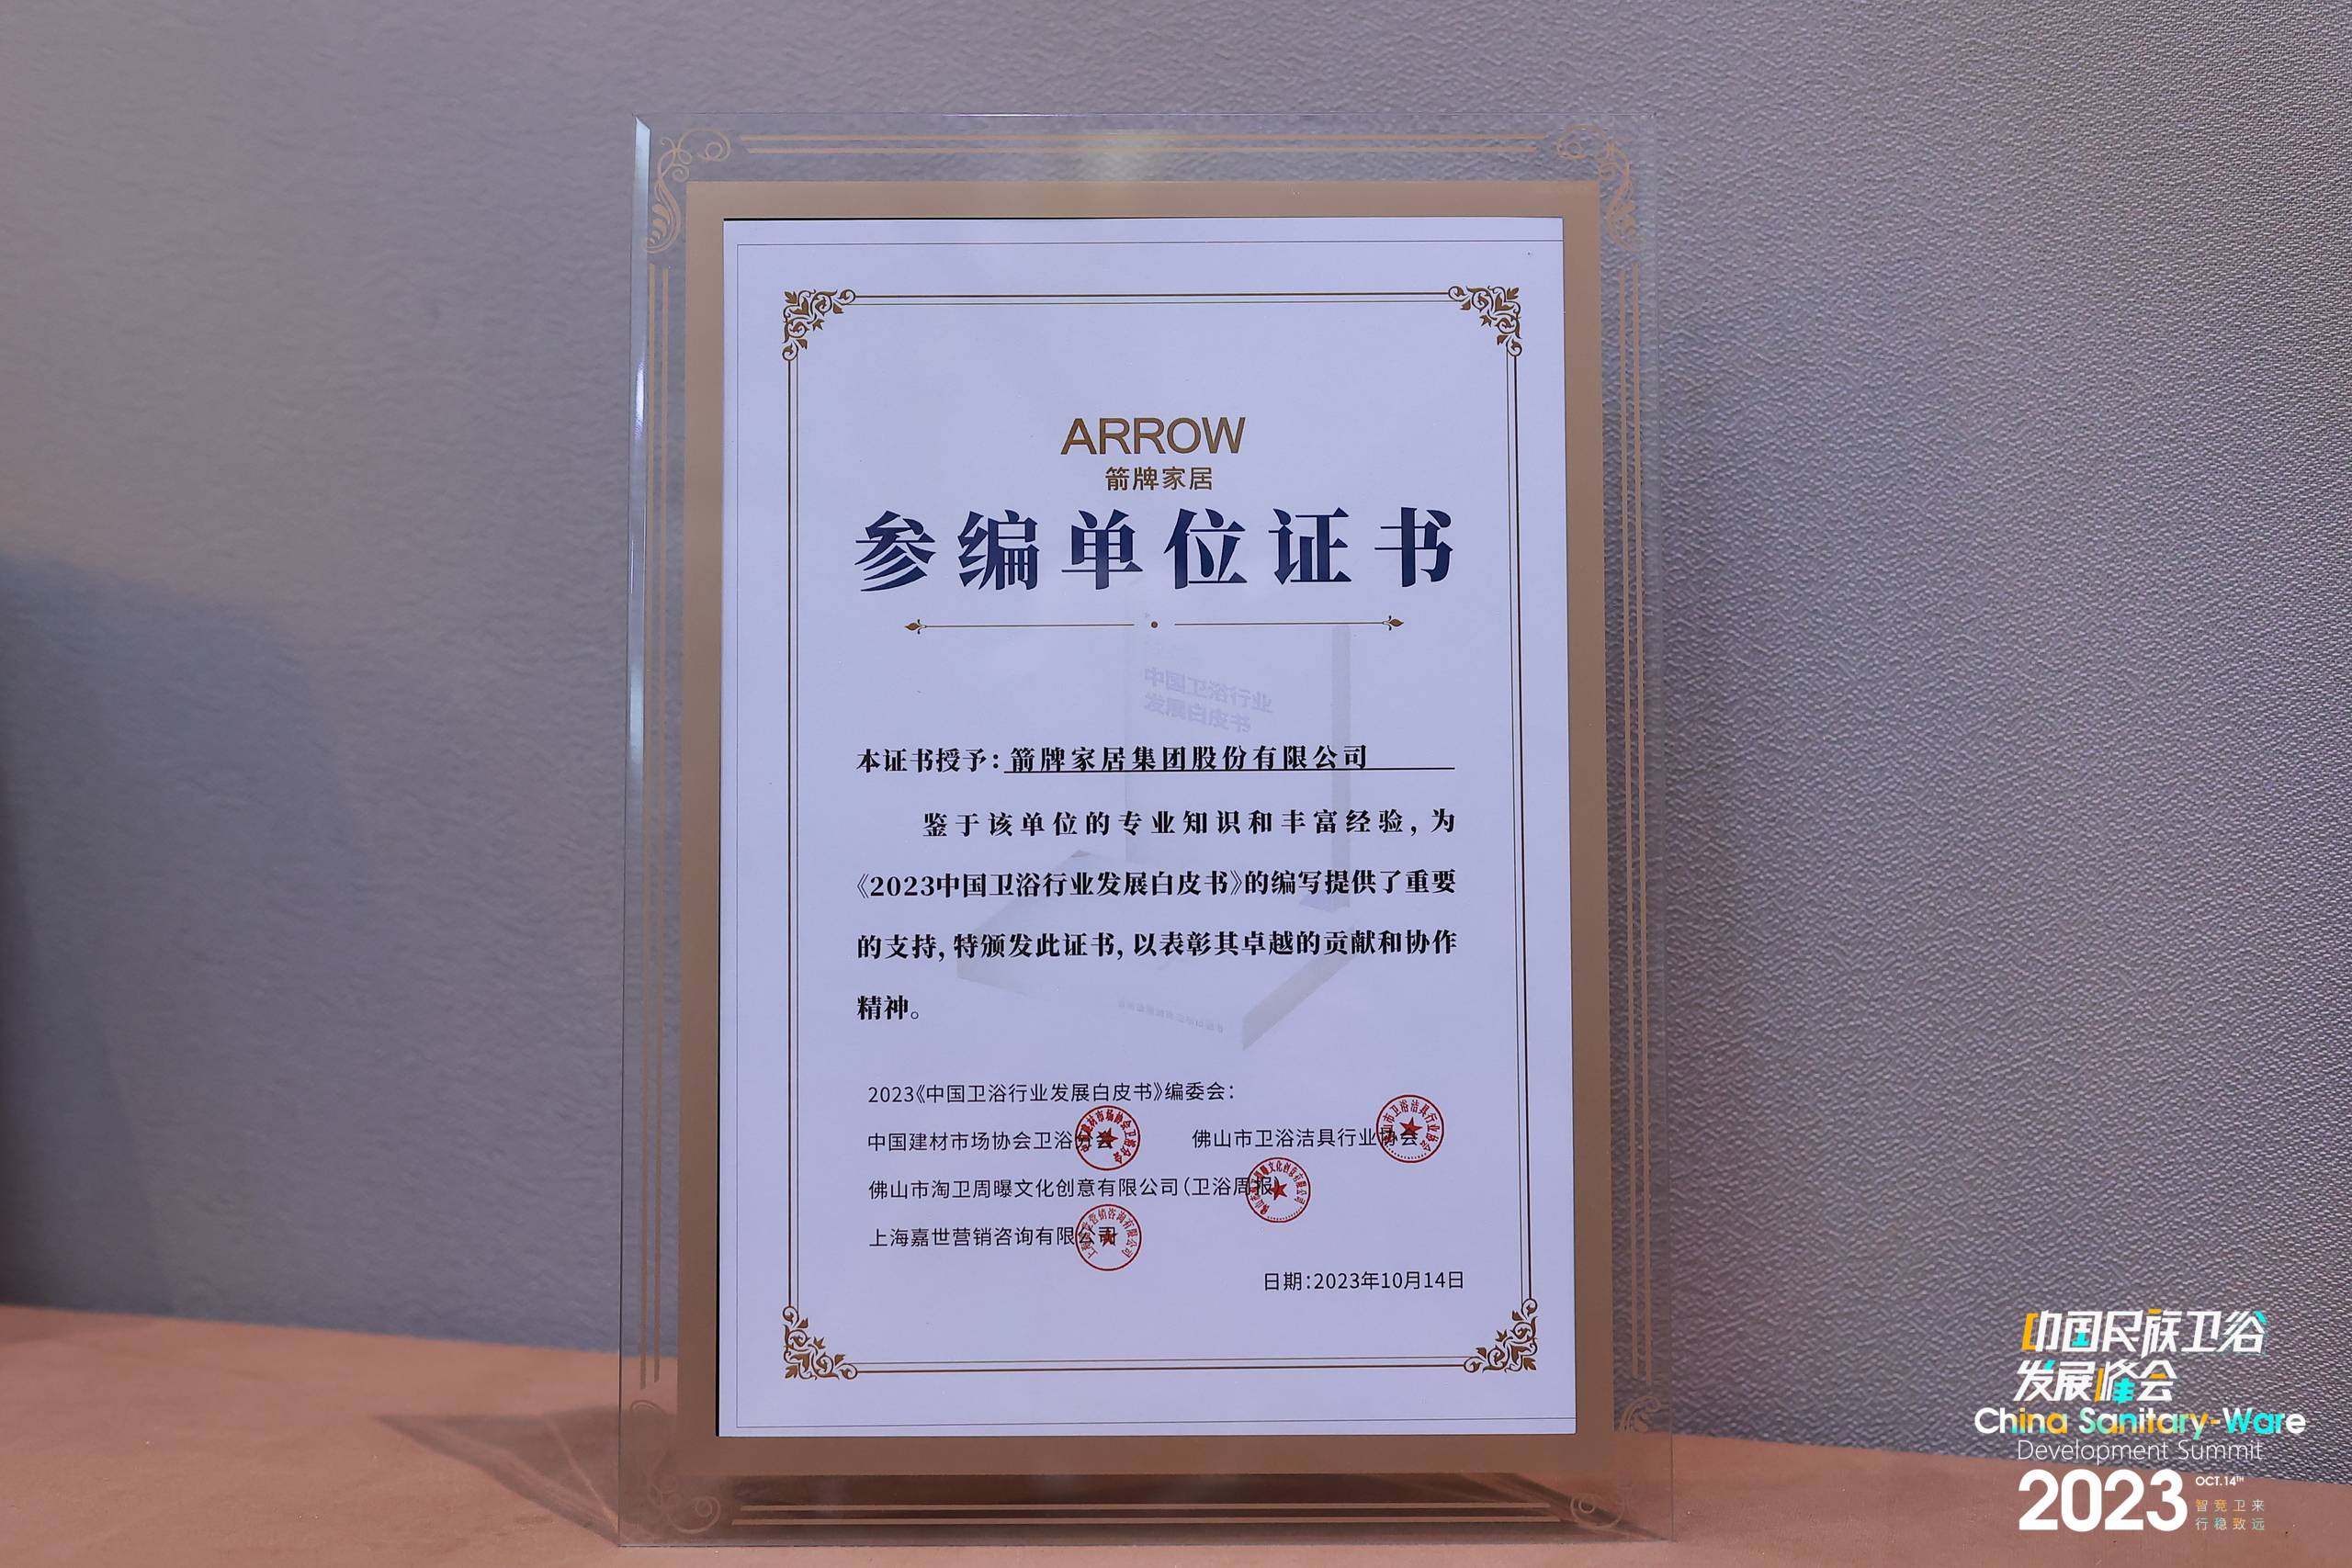 ARROW
箭牌家居
参编单位证书
中国卫浴行业
发展白皮书
本证书授予：箭牌家居集团股份有限公司
鉴于该单位的专业知识和丰富经验，为
《2023中国卫浴行业发展白皮书》的编写提供了重要
的支持，特颁发此证书，以表彰其卓越的贡献和协作
精神。
2023《中国卫浴行业发展白皮书》编委会：
中国建材市场协会卫浴分会
佛山市卫浴洁具行业协会
佛山市淘卫周曝文化创意有限公司（卫浴周报）
上海嘉世营销咨询有限公司
日期：2023年10月14日
中国民族卫浴
发展峰会
China Sanitary-Ware
Development Summit
2023 OCT.14TH
智竞卫来
行稳致远